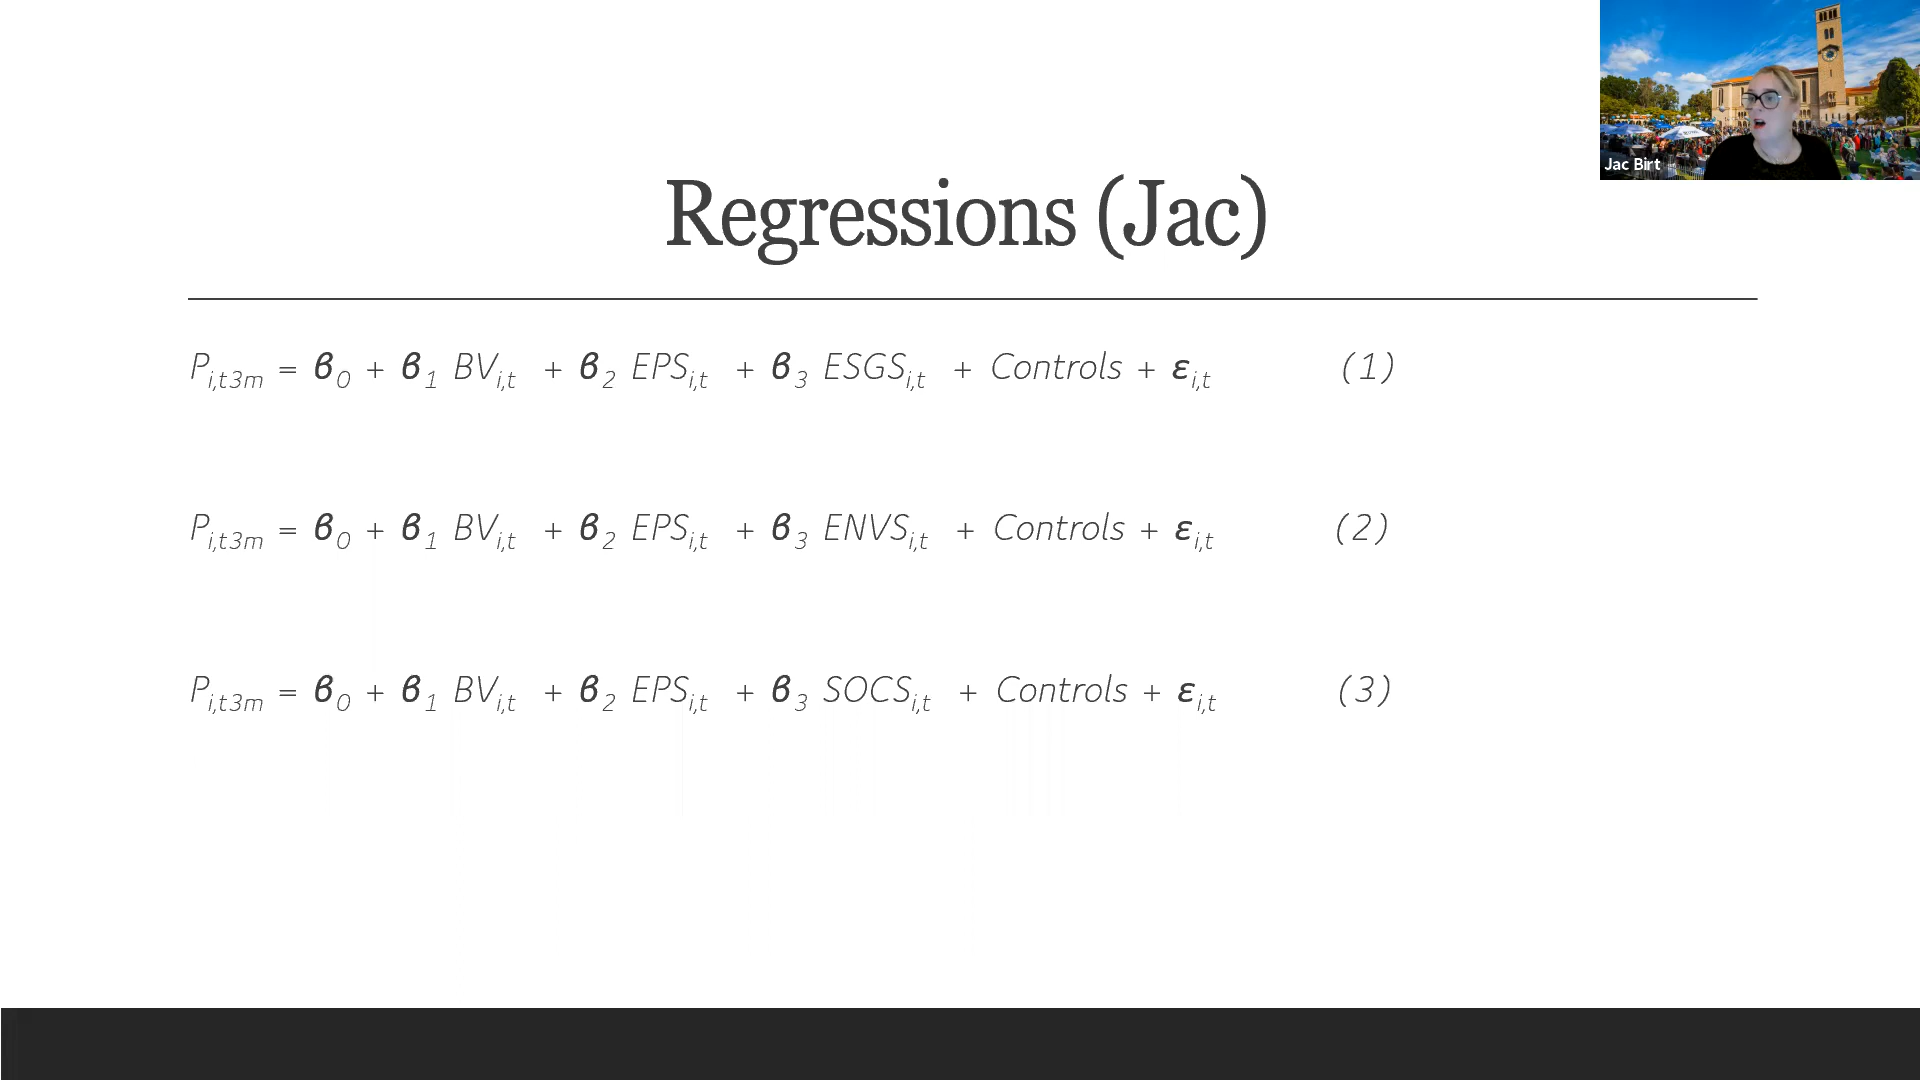 Jac Birt
Regressions (Jac)
P i,t3m = β 0 + β 1 BV i,t + β 2 EPS i,t + β 3 ESGS i,t + Controls + ε i,t (1)
P i,t3m = β 0 + β 1 BV i,t + β 2 EPS i,t + β 3 ENVS i,t + Controls + ε i,t (2)
P i,t3m = β 0 + β 1 BV i,t + β 2 EPS i,t + β 3 SOCS i,t + Controls + ε i,t (3)